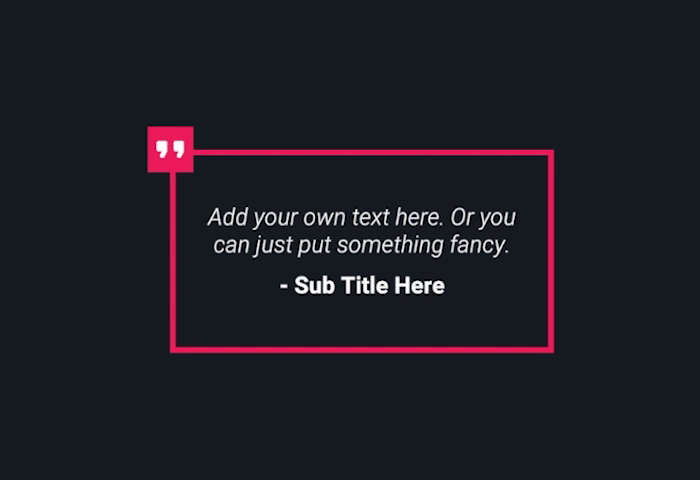 ”
Add your own text here. Or you
can just put something fancy.
- Sub Title Here